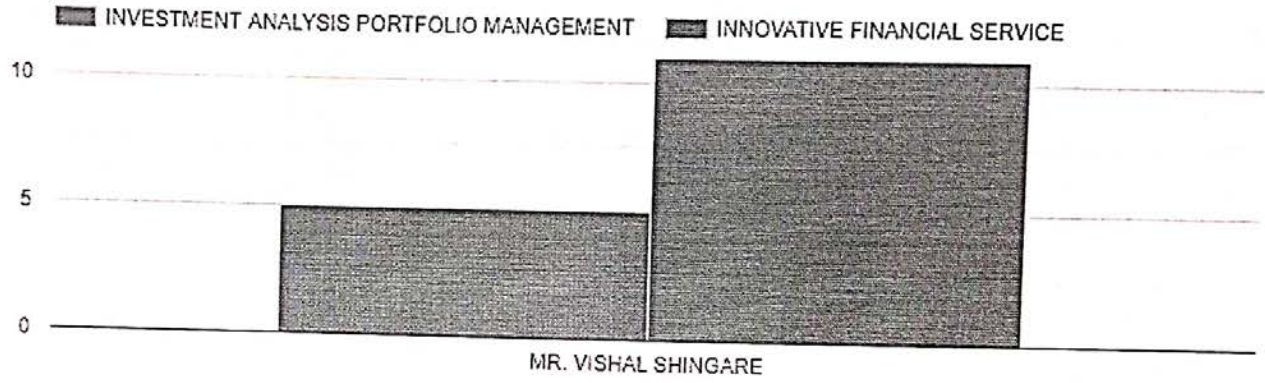 INVESTMENT ANALYSIS PORTFOLIO MANAGEMENT INNOVATIVE FINANCIAL SERVICE
10
5
0
MR. VISHAL SHINGARE